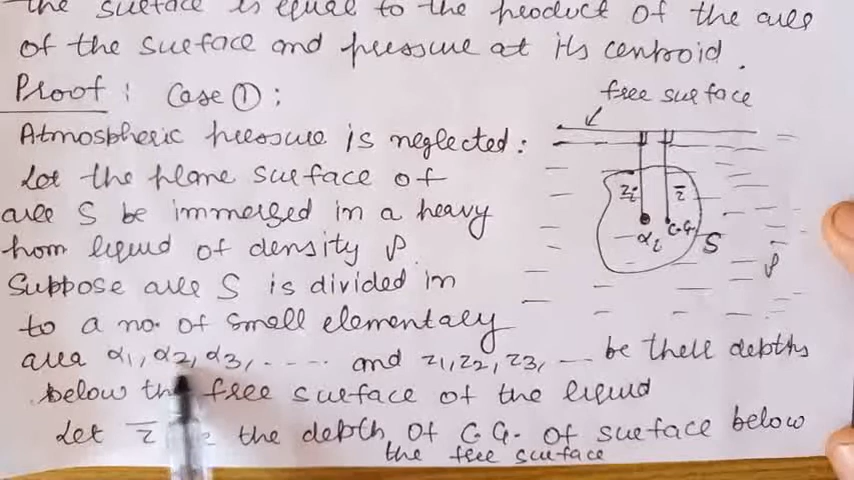 the surface is equal to the product of the area
of the surface and pressure at its centroid.
Proof : Case ① :
free surface
Atmospheric pressure is neglected :
Let the plane surface of
area S be immersed in a heavy
hom liquid of density ρ
Suppose area S is divided in
to a no. of small elementary
area α1, α2, α3, ..... and z1, z2, z3, --- be their depths
below the free surface of the liquid
Let z̄ the depth of C.G. of surface below
the free surface
zi
z̄
αi
C.G.
S
ρ